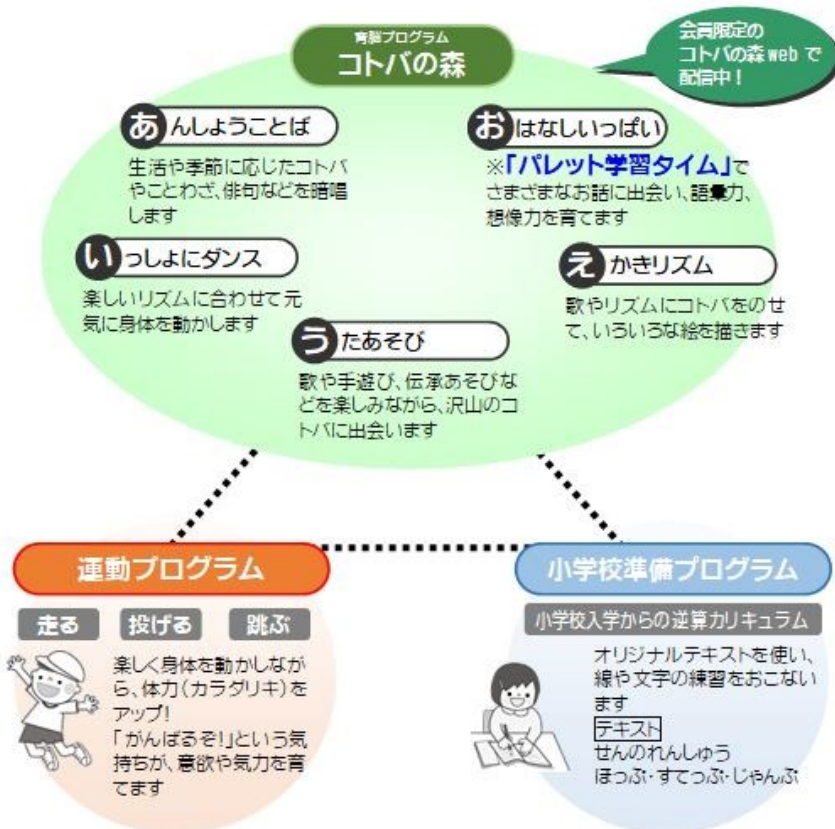 育脳プログラム
コトバの森
会員限定の
コトバの森webで
配信中！
あんしょうことば
生活や季節に応じたコトバ
やことわざ、俳句などを暗唱
します
おはなしいっぱい
※「パレット学習タイム」で
さまざまなお話に出会い、語彙力、
想像力を育てます
いっしょにダンス
楽しいリズムに合わせて元
気に身体を動かします
えかきリズム
歌やリズムにコトバをのせ
て、いろいろな絵を描きます
うたあそび
歌や手遊び、伝承あそびな
どを楽しみながら、沢山のコ
トバに出会います
運動プログラム
走る 投げる 跳ぶ
楽しく身体を動かしなが
ら、体力（カラダリキ）を
アップ！
「がんばるぞ！」という気
持ちが、意欲や気力を育
てます
小学校準備プログラム
小学校入学からの逆算カリキュラム
オリジナルテキストを使い、
線や文字の練習をおこない
ます
テキスト
せんのれんしゅう
ほっぷ・すてっぷ・じゃんぷ